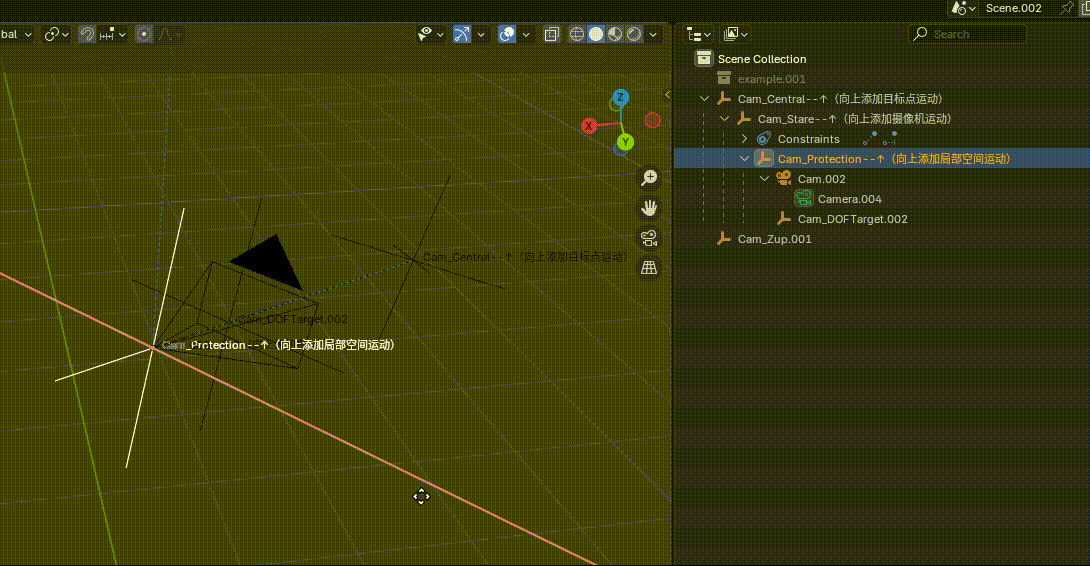 Scene.002
bal
Search
Scene Collection
example.001
Cam_Central--↑（向上添加目标点运动）
Cam_Stare--↑（向上添加摄像机运动）
Constraints
Cam_Protection--↑（向上添加局部空间运动）
Cam.002
Camera.004
Cam_DOFTarget.002
Cam_Zup.001
Z
X
Y
Cam_Central--↑（向上添加目标点运动）
Cam_DOFTarget.002
Cam_Protection--↑（向上添加局部空间运动）